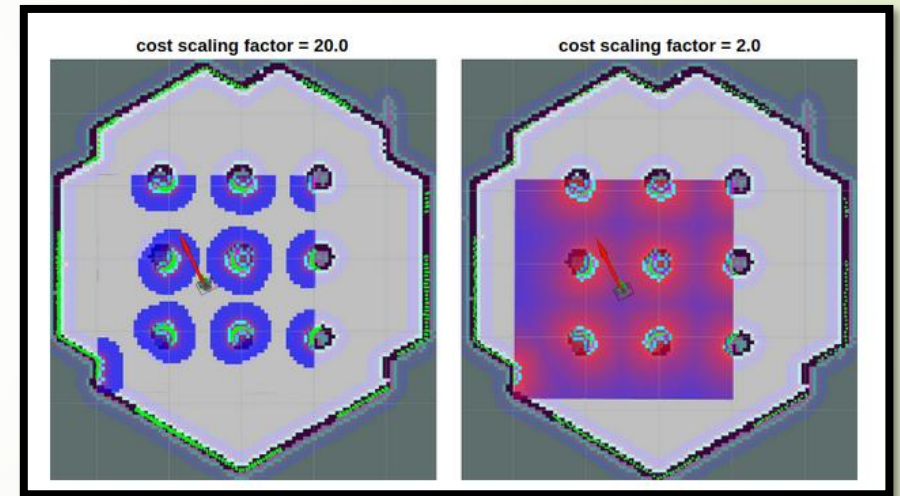 cost scaling factor = 20.0
cost scaling factor = 2.0